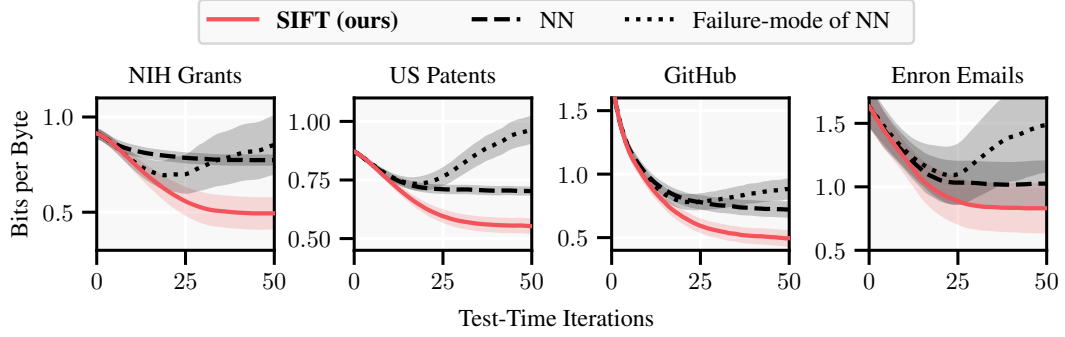 SIFT (ours) NN Failure-mode of NN
NIH Grants US Patents GitHub Enron Emails
Bits per Byte
1.0 0.5
1.00 0.75 0.50
1.5 1.0 0.5
1.5 1.0 0.5
0 25 50 0 25 50 0 25 50 0 25 50
Test-Time Iterations